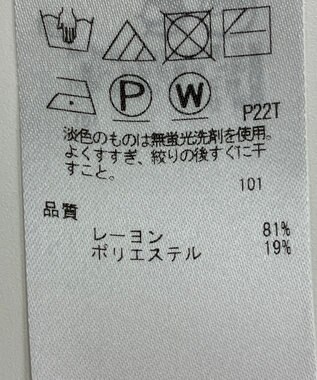 P W
P22T
淡色のものは無蛍光洗剤を使用。
よくすすぎ、絞りの後すぐに干
すこと。
101
品質
レーヨン 81%
ポリエステル 19%